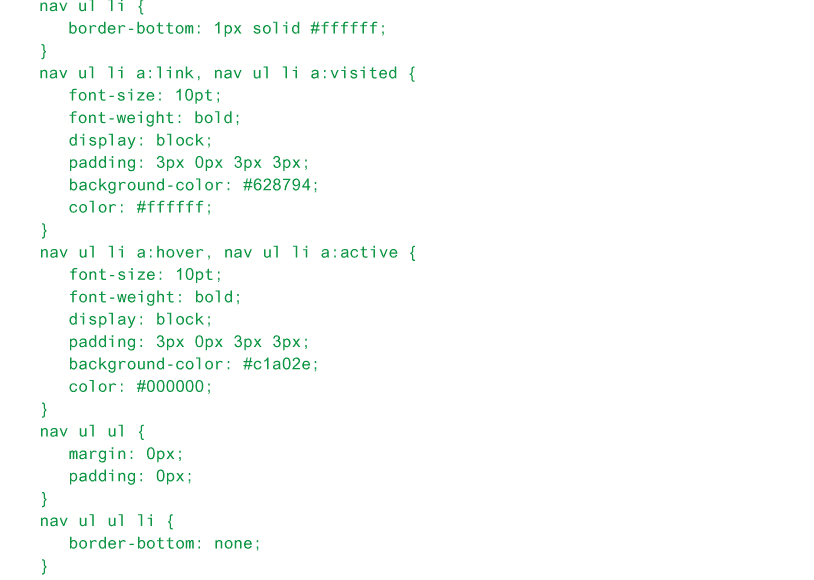 nav ul li {
border-bottom: 1px solid #ffffff;
}
nav ul li a:link, nav ul li a:visited {
font-size: 10pt;
font-weight: bold;
display: block;
padding: 3px 0px 3px 3px;
background-color: #628794;
color: #ffffff;
}
nav ul li a:hover, nav ul li a:active {
font-size: 10pt;
font-weight: bold;
display: block;
padding: 3px 0px 3px 3px;
background-color: #c1a02e;
color: #000000;
}
nav ul ul {
margin: 0px;
padding: 0px;
}
nav ul ul li {
border-bottom: none;
}